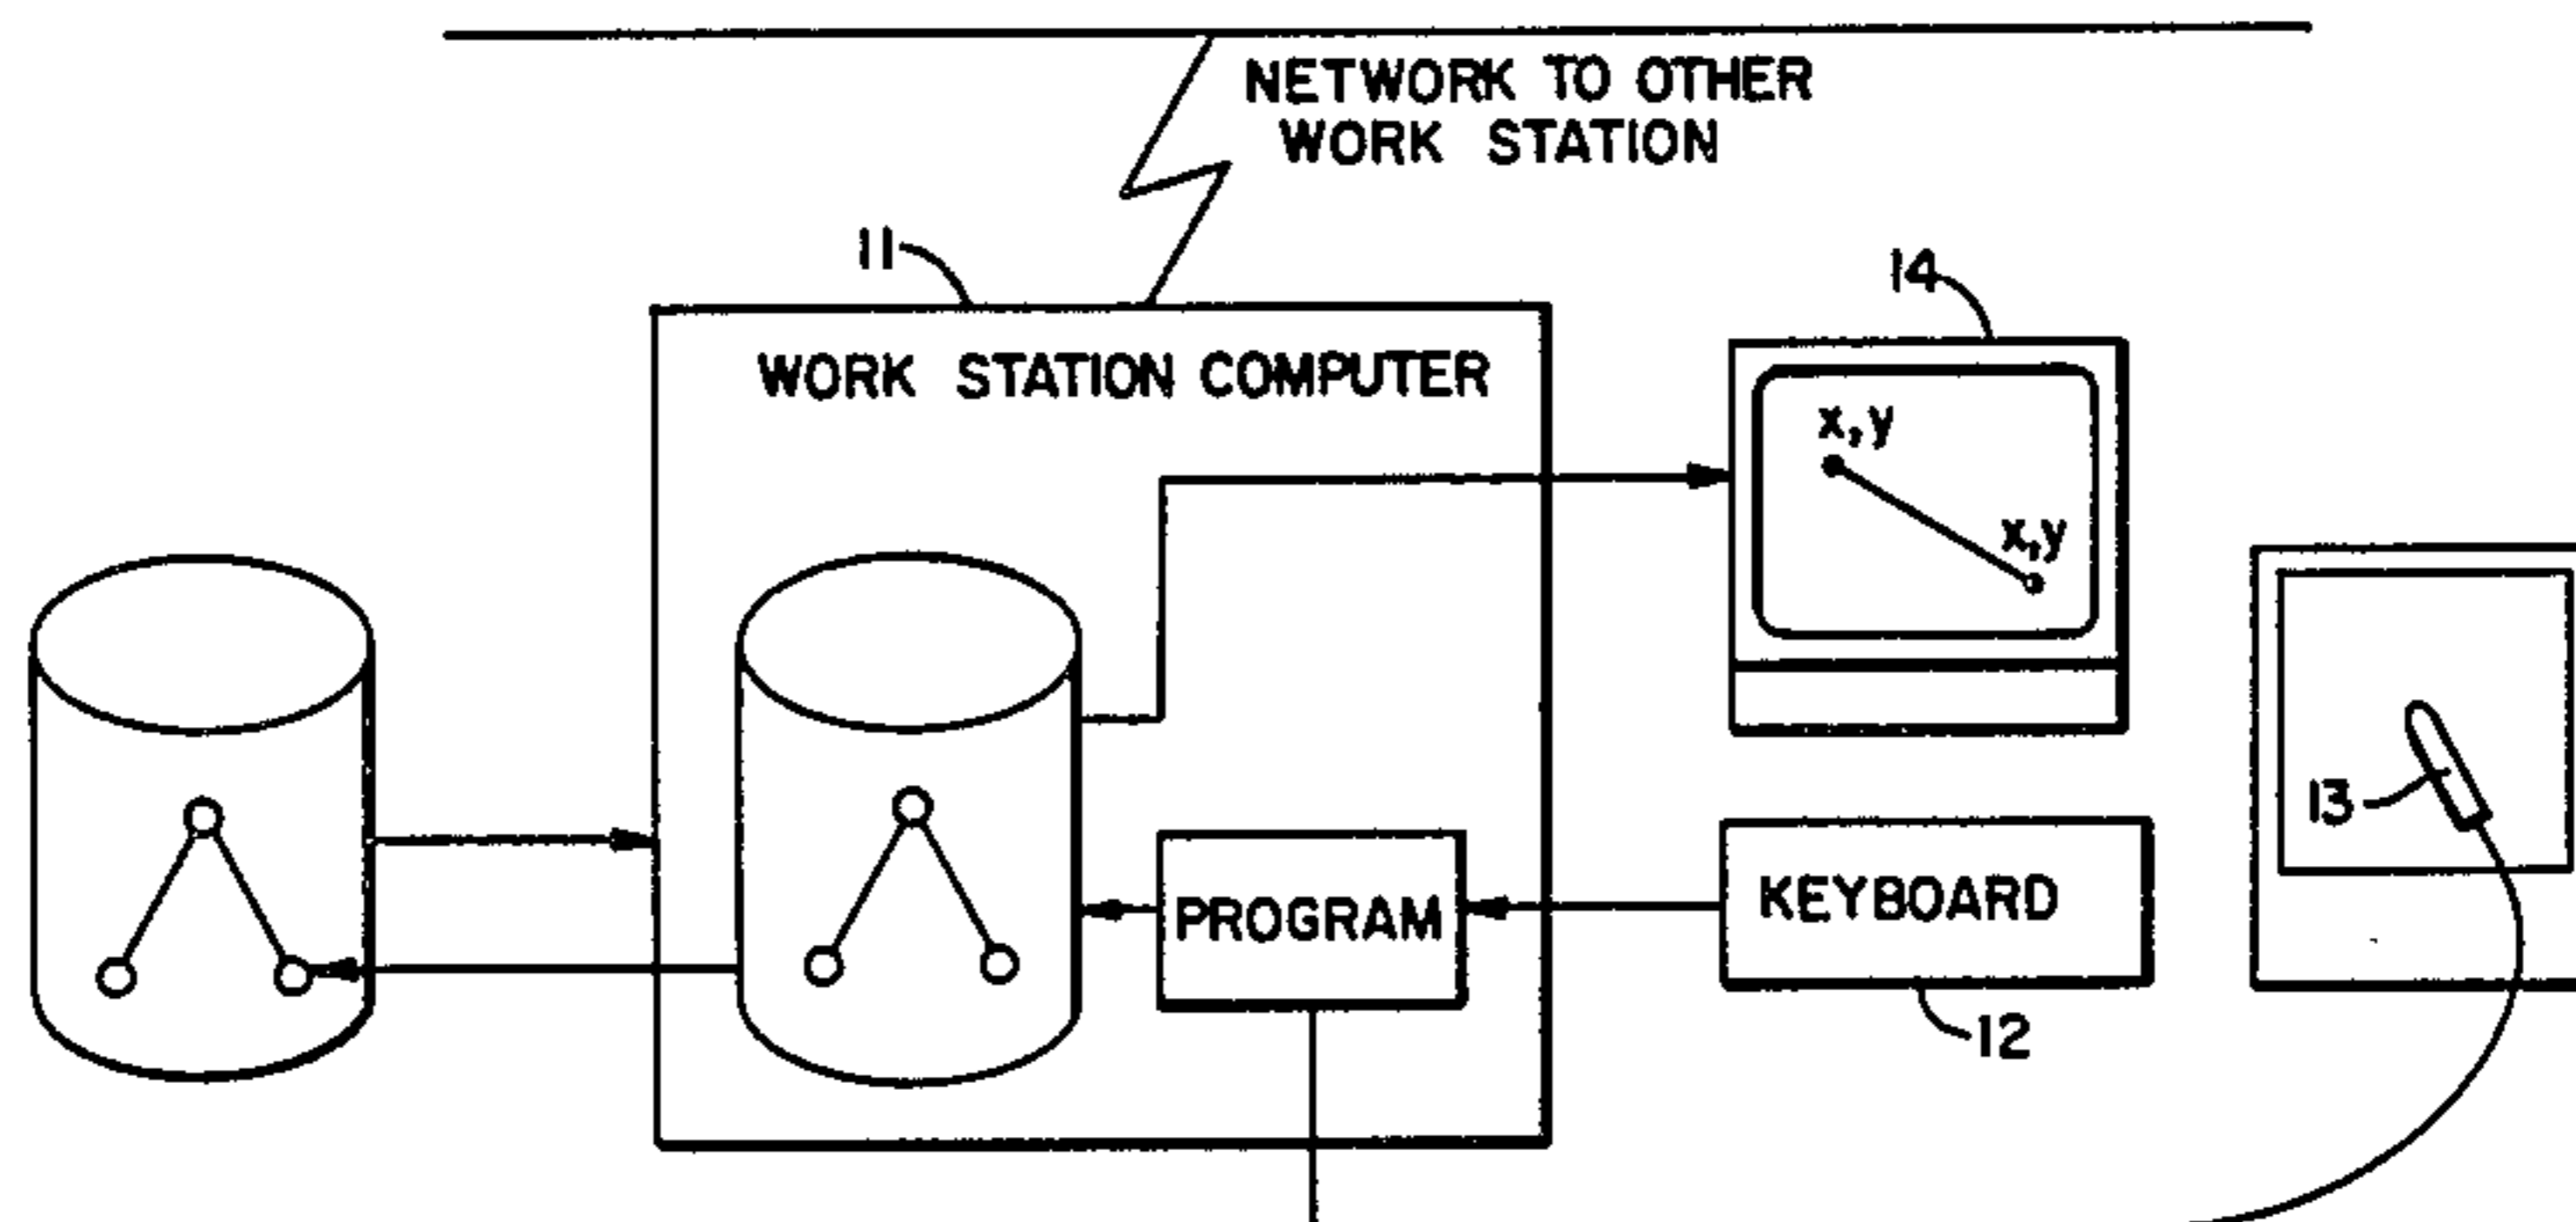 NETWORK TO OTHER
WORK STATION
11
14
WORK STATION COMPUTER
x,y
x,y
13
PROGRAM
KEYBOARD
12